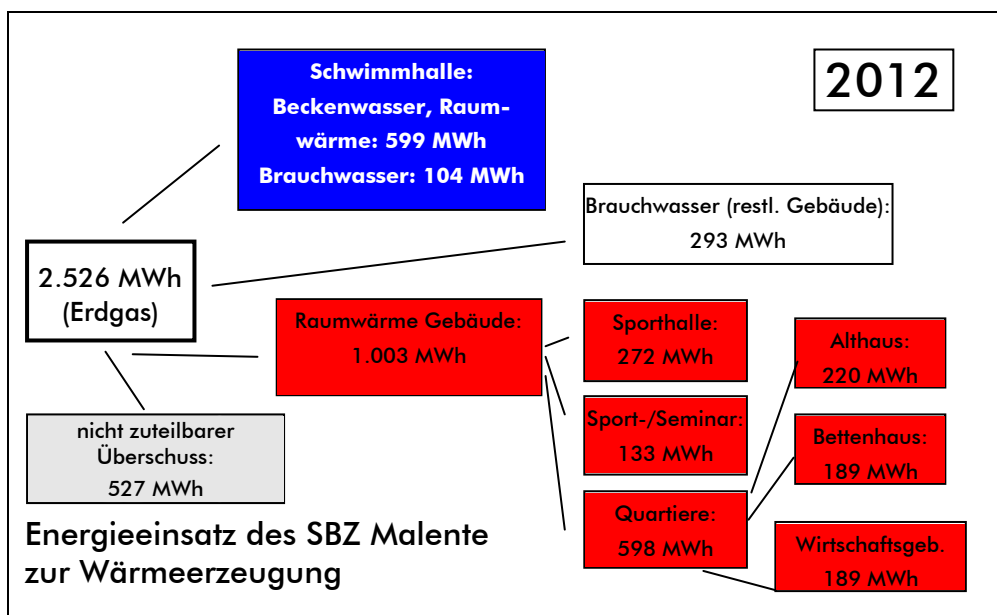 2012
Schwimmhalle:
Beckenwasser, Raum-
wärme: 599 MWh
Brauchwasser: 104 MWh
Brauchwasser (restl. Gebäude):
293 MWh
2.526 MWh
(Erdgas)
Raumwärme Gebäude:
1.003 MWh
Sporthalle:
272 MWh
Althaus:
220 MWh
Sport-/Seminar:
133 MWh
Bettenhaus:
189 MWh
nicht zuteilbarer
Überschuss:
527 MWh
Quartiere:
598 MWh
Wirtschaftsgeb.
189 MWh
Energieeinsatz des SBZ Malente
zur Wärmeerzeugung